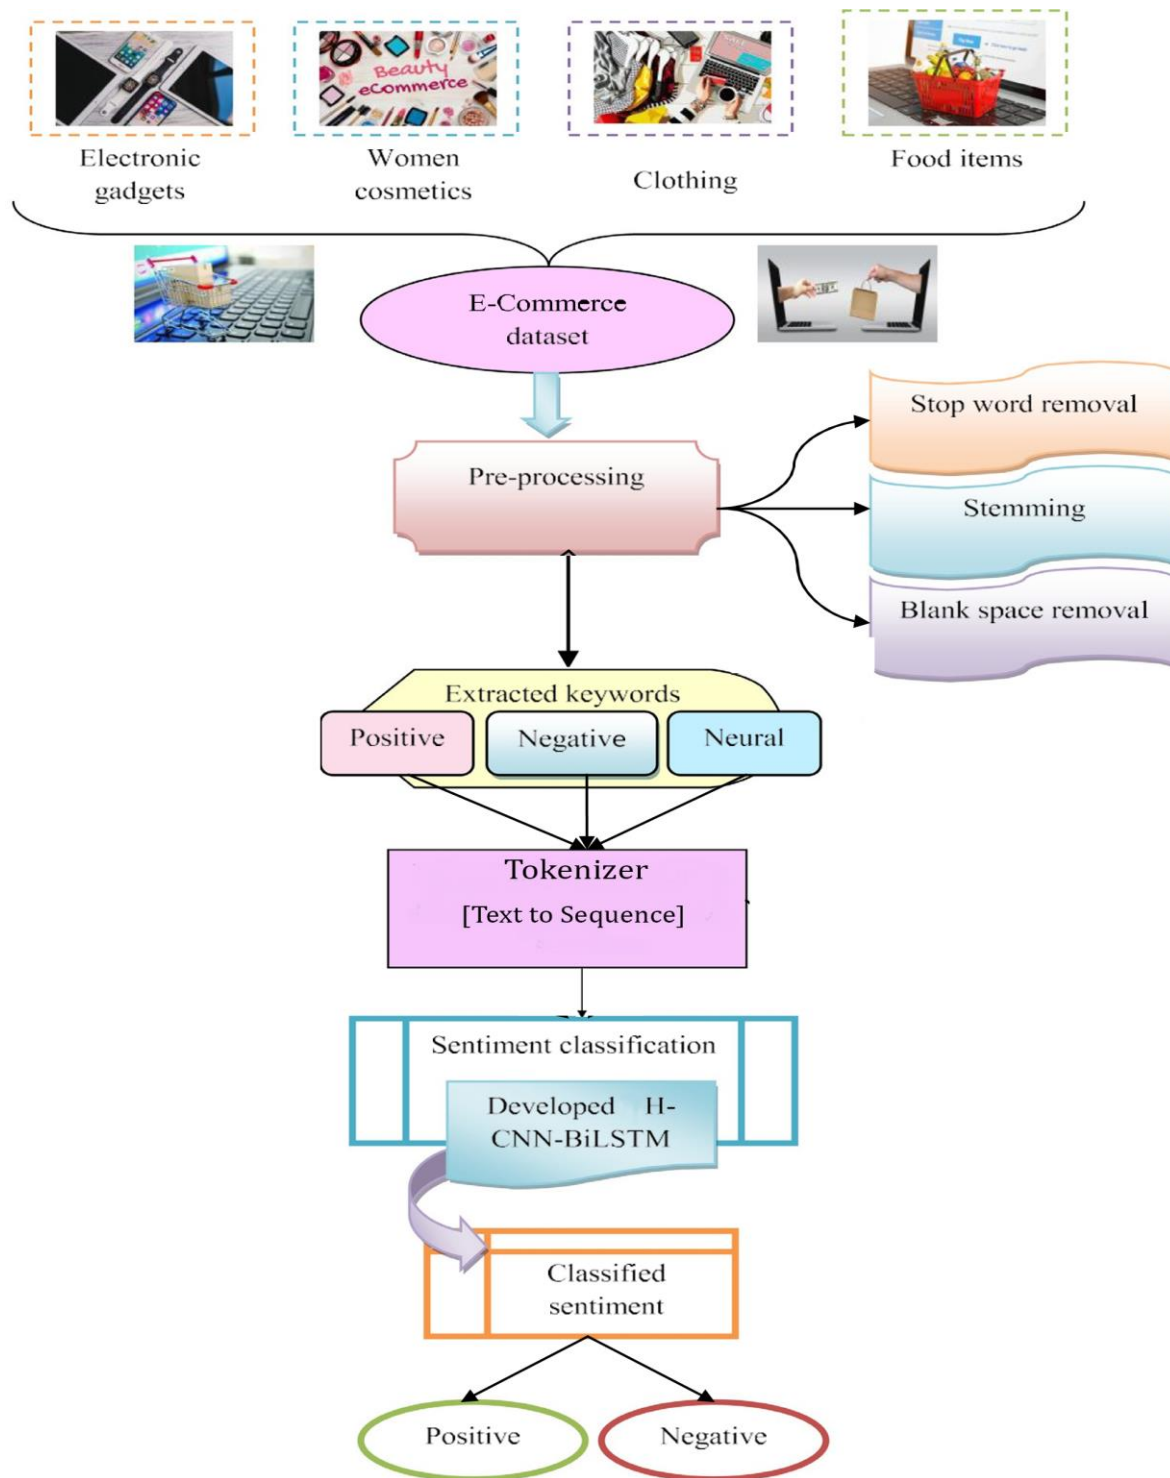 Beauty
eCommerce
SALE
Electronic
gadgets
Women
cosmetics
Clothing
Food items
E-Commerce
dataset
Pre-processing
Stop word removal
Stemming
Blank space removal
Extracted keywords
Positive
Negative
Neural
Tokenizer
[Text to Sequence]
Sentiment classification
Developed H-
CNN-BiLSTM
Classified
sentiment
Positive
Negative